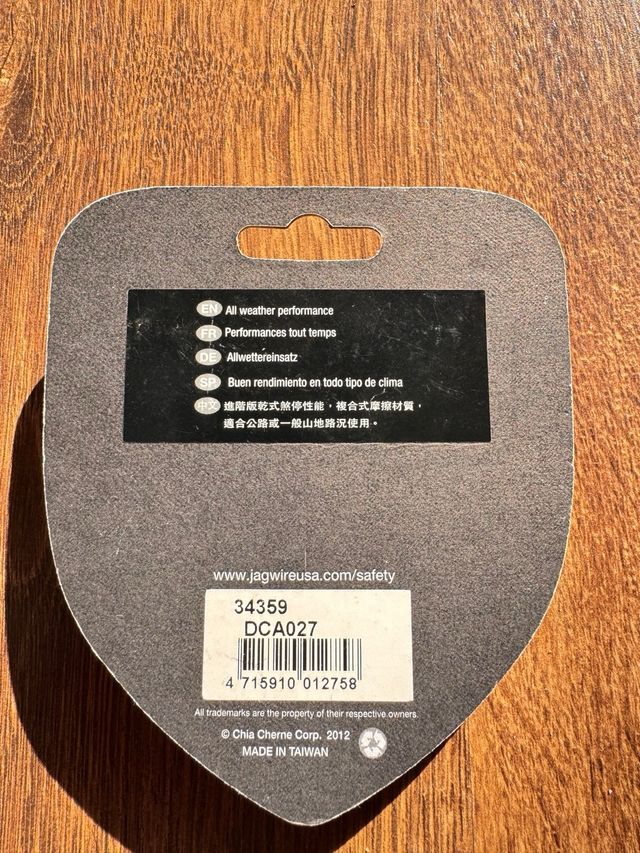 EN All weather performance
FR Performances tout temps
DE Allwettereinsatz
SP Buen rendimiento en todo tipo de clima
中文 進階版乾式煞停性能，複合式摩擦材質，
適合公路或一般山地路況使用。
www.jagwireusa.com/safety
34359
DCA027
4 715910 012758
All trademarks are the property of their respective owners.
© Chia Cherne Corp. 2012
MADE IN TAIWAN